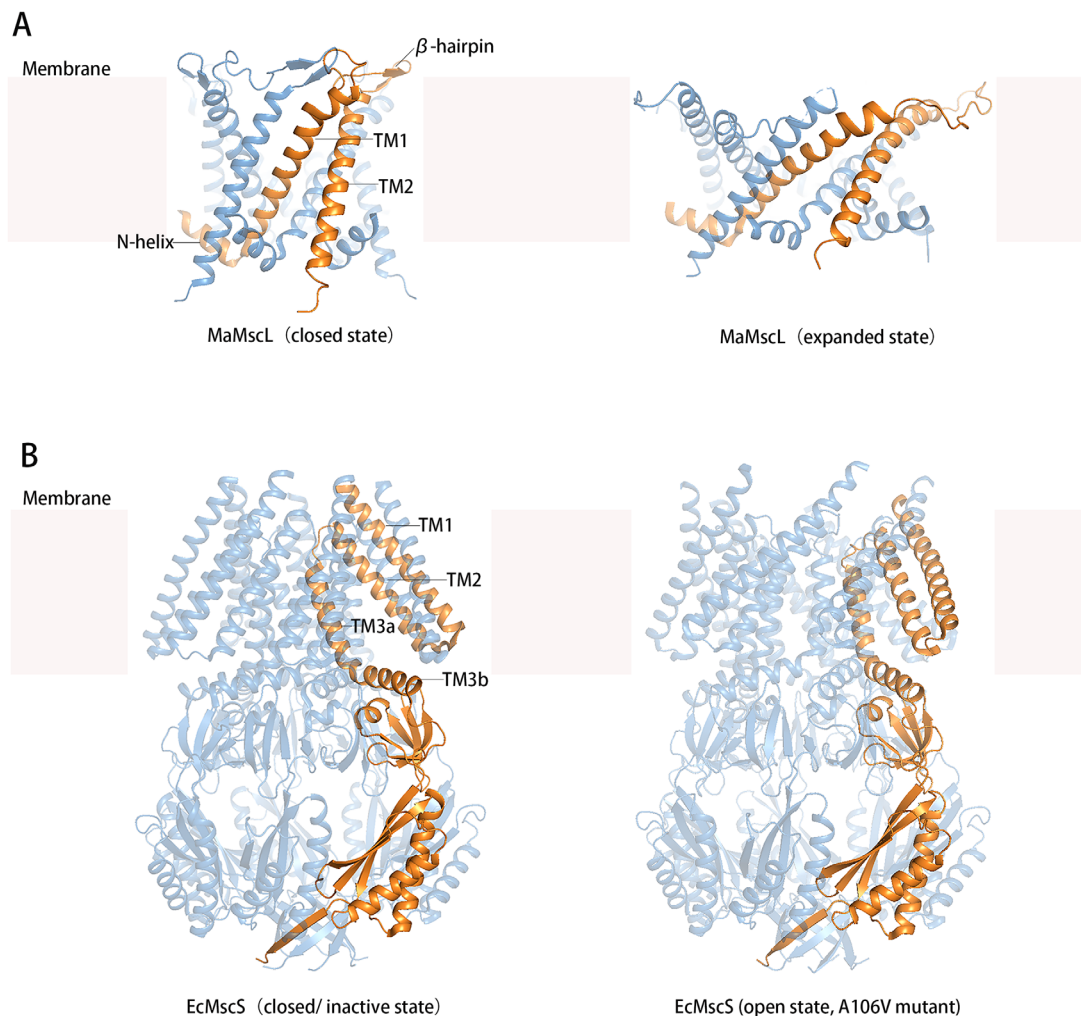 A
Membrane
β-hairpin
TM1
TM2
N-helix
MaMscL（closed state）
MaMscL（expanded state）
B
Membrane
TM1
TM2
TM3a
TM3b
EcMscS（closed/ inactive state）
EcMscS (open state, A106V mutant)